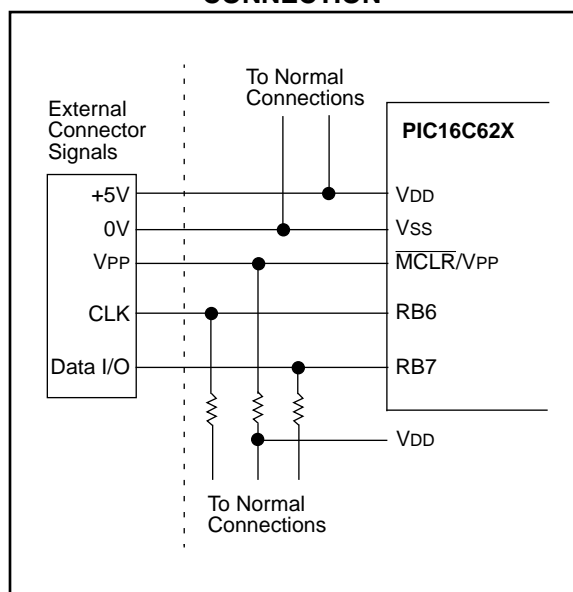 CONNECTION
To Normal
Connections
External
Connector
Signals
PIC16C62X
+5V
VDD
0V
VSS
VPP
MCLR/VPP
CLK
RB6
Data I/O
RB7
VDD
To Normal
Connections